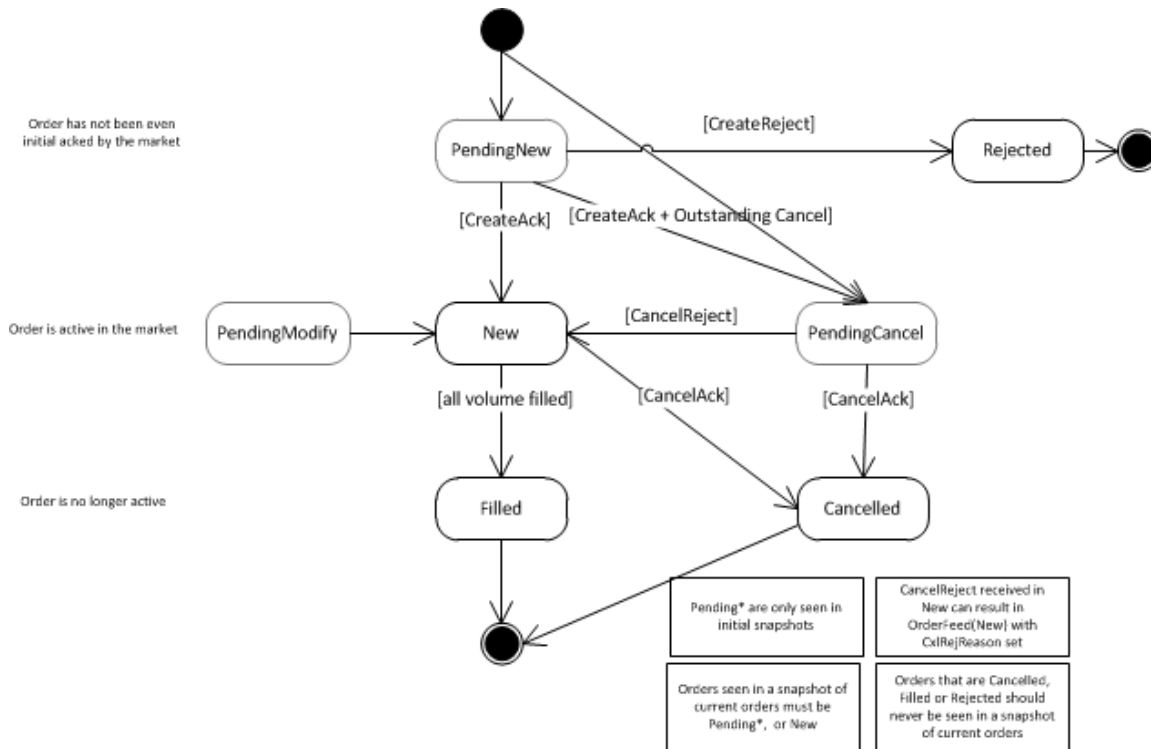 Order has not been even
initial acked by the market
[CreateReject]
PendingNew
Rejected
[CreateAck]
[CreateAck + Outstanding Cancel]
Order is active in the market
PendingModify
New
[CancelReject]
PendingCancel
[all volume filled]
[CancelAck]
[CancelAck]
Order is no longer active
Filled
Cancelled
Pending* are only seen in
initial snapshots
CancelReject received in
New can result in
OrderFeed(New) with
CxlRejReason set
Orders seen in a snapshot of
current orders must be
Pending*, or New
Orders that are Cancelled,
Filled or Rejected should
never be seen in a snapshot
of current orders